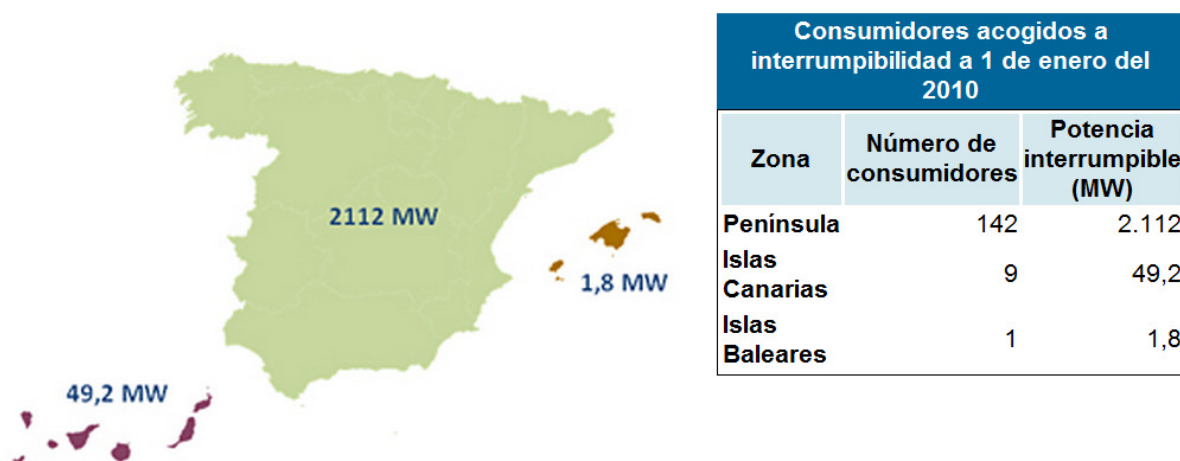 2112 MW
1,8 MW
49,2 MW
Consumidores acogidos a
interrumpibilidad a 1 de enero del
2010
Zona
Número de
consumidores
Potencia
interrumpible
(MW)
Península 142 2.112
Islas
Canarias 9 49,2
Islas
Baleares 1 1,8